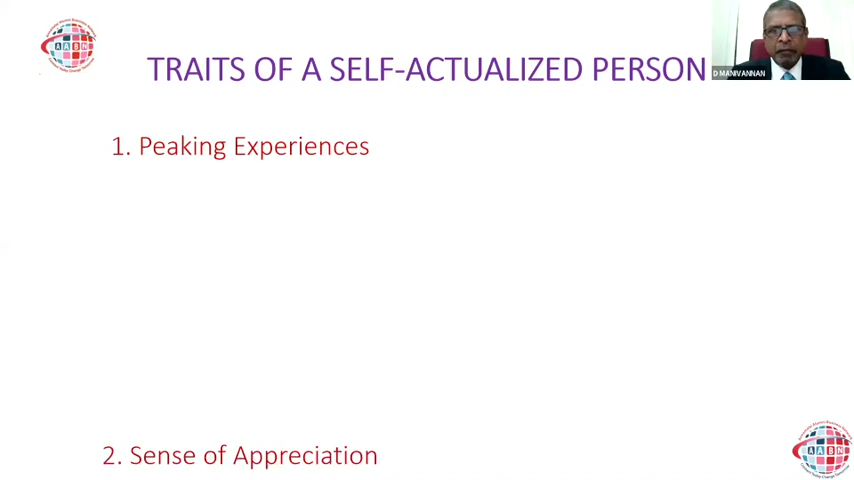 AABN
TRAITS OF A SELF-ACTUALIZED PERSON
D MANIVANNAN
1. Peaking Experiences
2. Sense of Appreciation
AABN